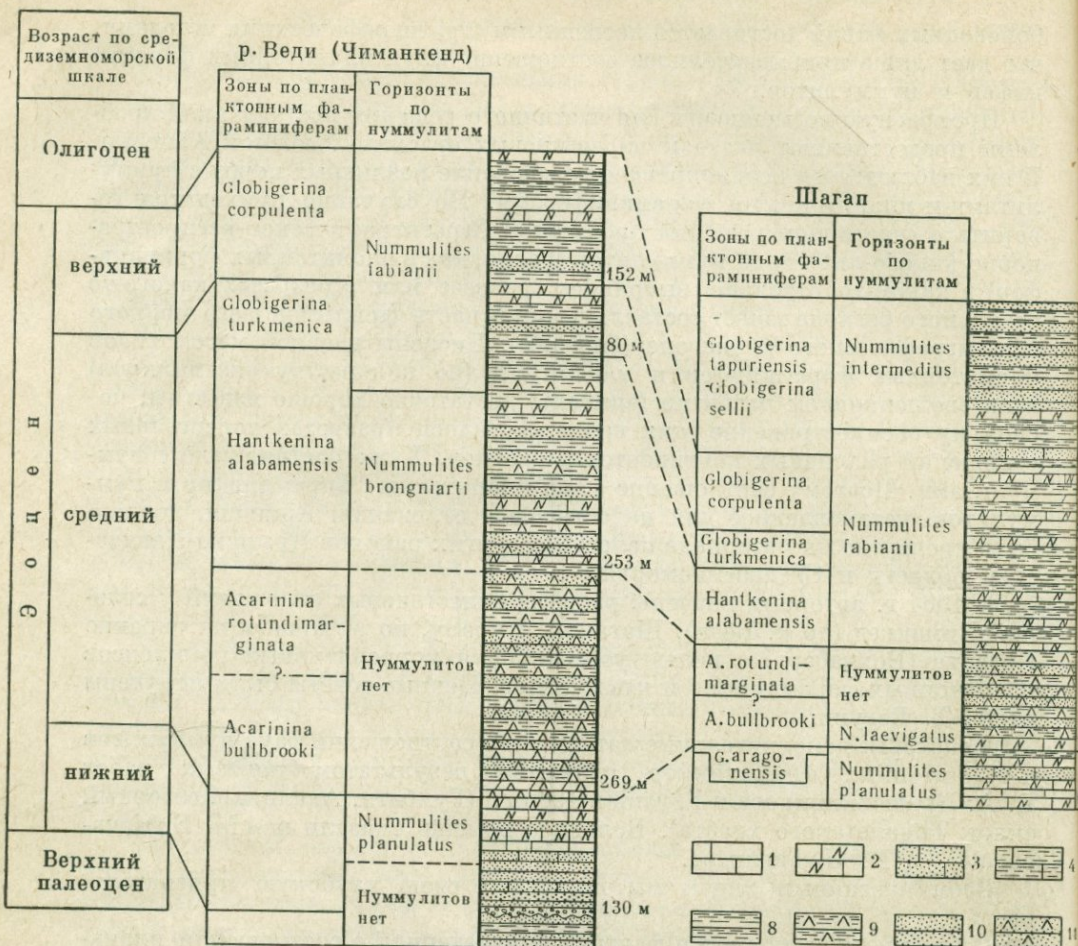 Возраст по сре-
диземноморской
шкале
Олигоцен
верхний
средний
нижний
Эоцен
Верхний
палеоцен
р. Веди (Чиманкенд)
Зоны по план-
ктонным фа-
раминиферам
Горизонты
по
нуммулитам
Globigerina
corpulenta
Globigerina
turkmenica
Hantkenina
alabamensis
Acarinina
rotundimar-
ginata
?
Acarinina
bullbrooki
Nummulites
fabianii
Nummulites
brongniarti
Нуммулитов
нет
Nummulites
planulatus
Нуммулитов
нет
152 м
80 м
253 м
269 м
130 м
Шагап
Зоны по план-
ктонным фа-
раминиферам
Горизонты
по
нуммулитам
Globigerina
tapuriensis
-Globigerina
sellii
Globigerina
corpulenta
Globigerina
turkmenica
Hantkenina
alabamensis
A. rotundi-
marginata
?
A. bullbrooki
G. arago-
nensis
Nummulites
intermedius
Nummulites
fabianii
Нуммулитов
нет
N. laevigatus
Nummulites
planulatus
1 2 3 4
8 9 10 11